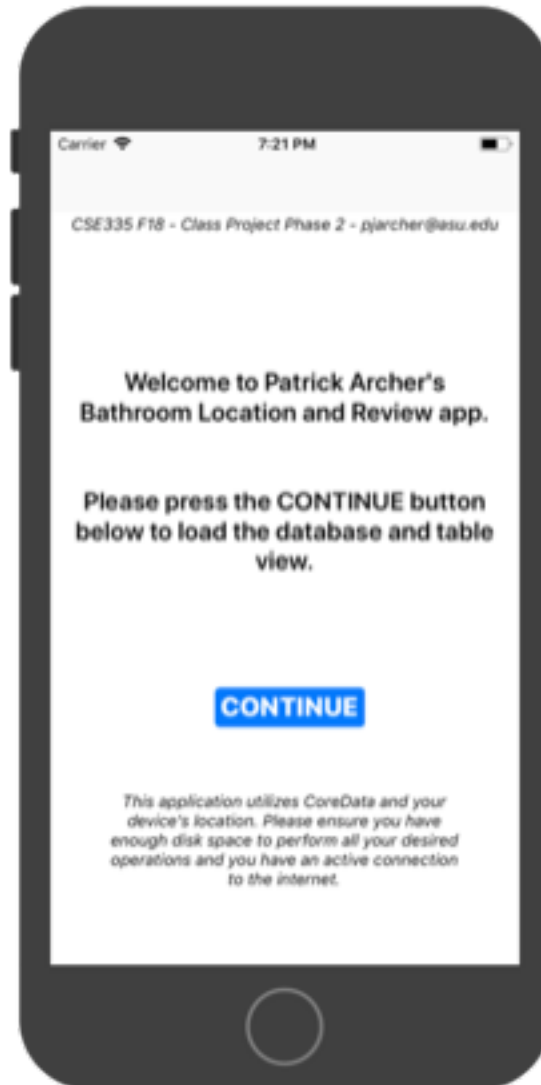 Carrier 7:21 PM
CSE335 F18 - Class Project Phase 2 - pjarcher@asu.edu
Welcome to Patrick Archer's
Bathroom Location and Review app.
Please press the CONTINUE button
below to load the database and table
view.
CONTINUE
This application utilizes CoreData and your
device's location. Please ensure you have
enough disk space to perform all your desired
operations and you have an active connection
to the internet.